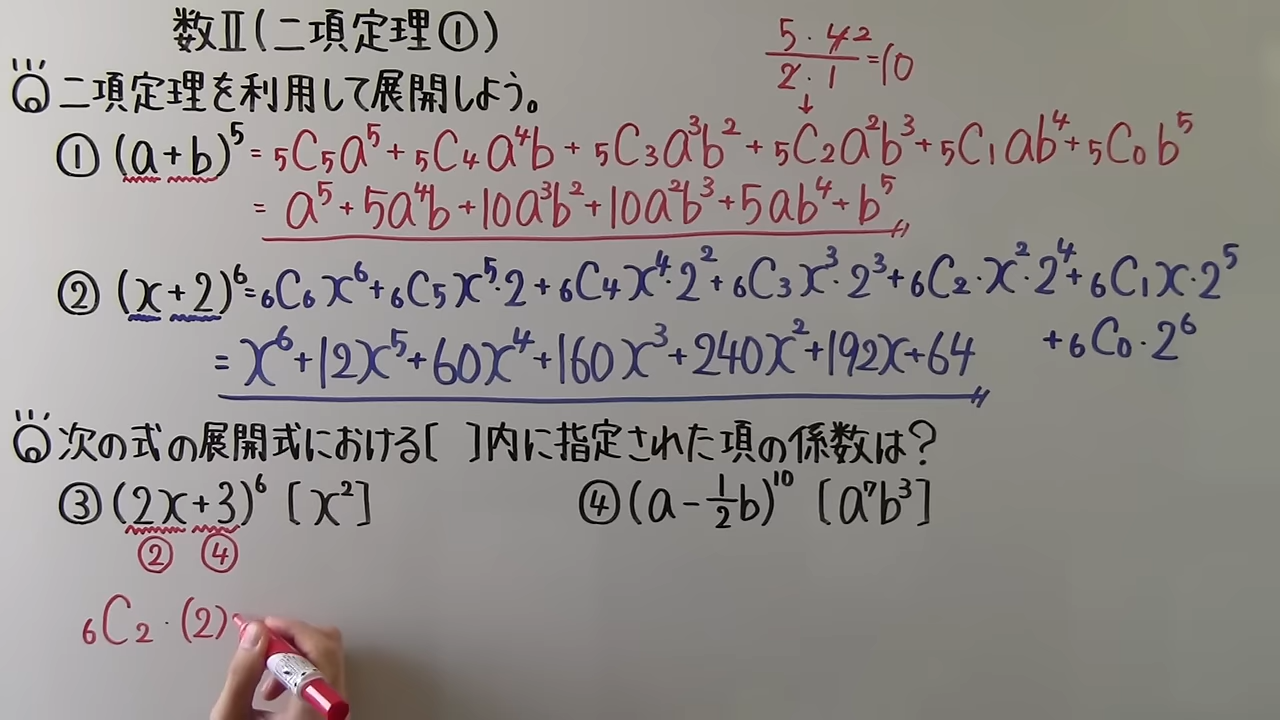 数Ⅱ(二項定理①)
5・4 2
2・1 =10
↓
Q 二項定理を利用して展開しよう。
① (a+b)⁵ = ₅C₅a⁵ + ₅C₄a⁴b + ₅C₃a³b² + ₅C₂a²b³ + ₅C₁ab⁴ + ₅C₀b⁵
= a⁵+5a⁴b+10a³b²+10a²b³+5ab⁴+b⁵
② (x+2)⁶ = ₆C₆x⁶ + ₆C₅x⁵・2 + ₆C₄x⁴・2² + ₆C₃x³・2³ + ₆C₂・x²・2⁴ + ₆C₁x・2⁵
+ ₆C₀・2⁶
= x⁶+12x⁵+60x⁴+160x³+240x²+192x+64
Q 次の式の展開式における[ ]内に指定された項の係数は?
③ (2x+3)⁶ [x²] ④ (a-½b)¹⁰ [a⁷b³]
② ④
₆C₂・(2)